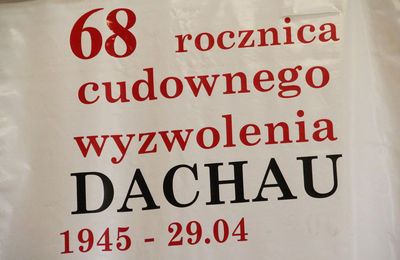 68 rocznica
cudownego
wyzwolenia
DACHAU
1945 - 29.04